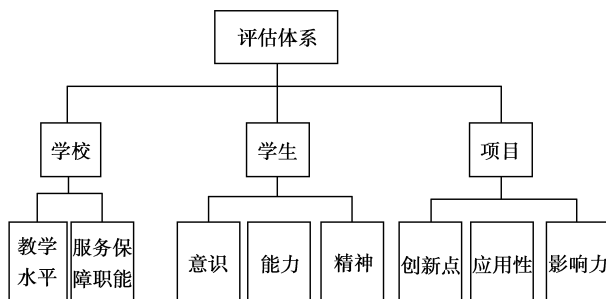 评估体系
学校
学生
项目
教学
水平
服务保
障职能
意识
能力
精神
创新点
应用性
影响力